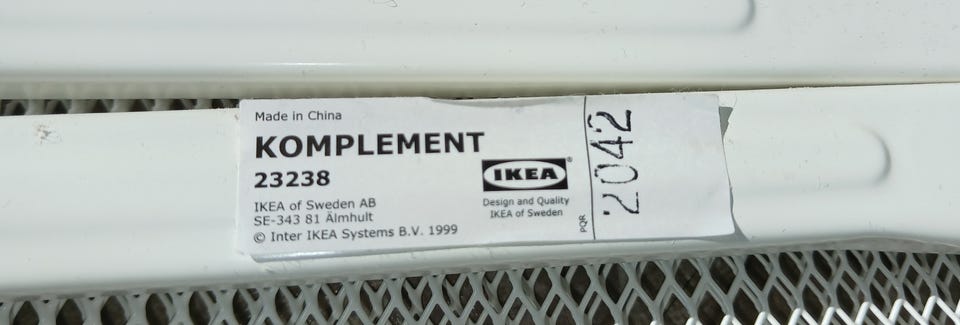 Made in China
KOMPLEMENT
23238
IKEA of Sweden AB
SE-343 81 Älmhult
© Inter IKEA Systems B.V. 1999
IKEA®
Design and Quality
IKEA of Sweden
PQR
2042